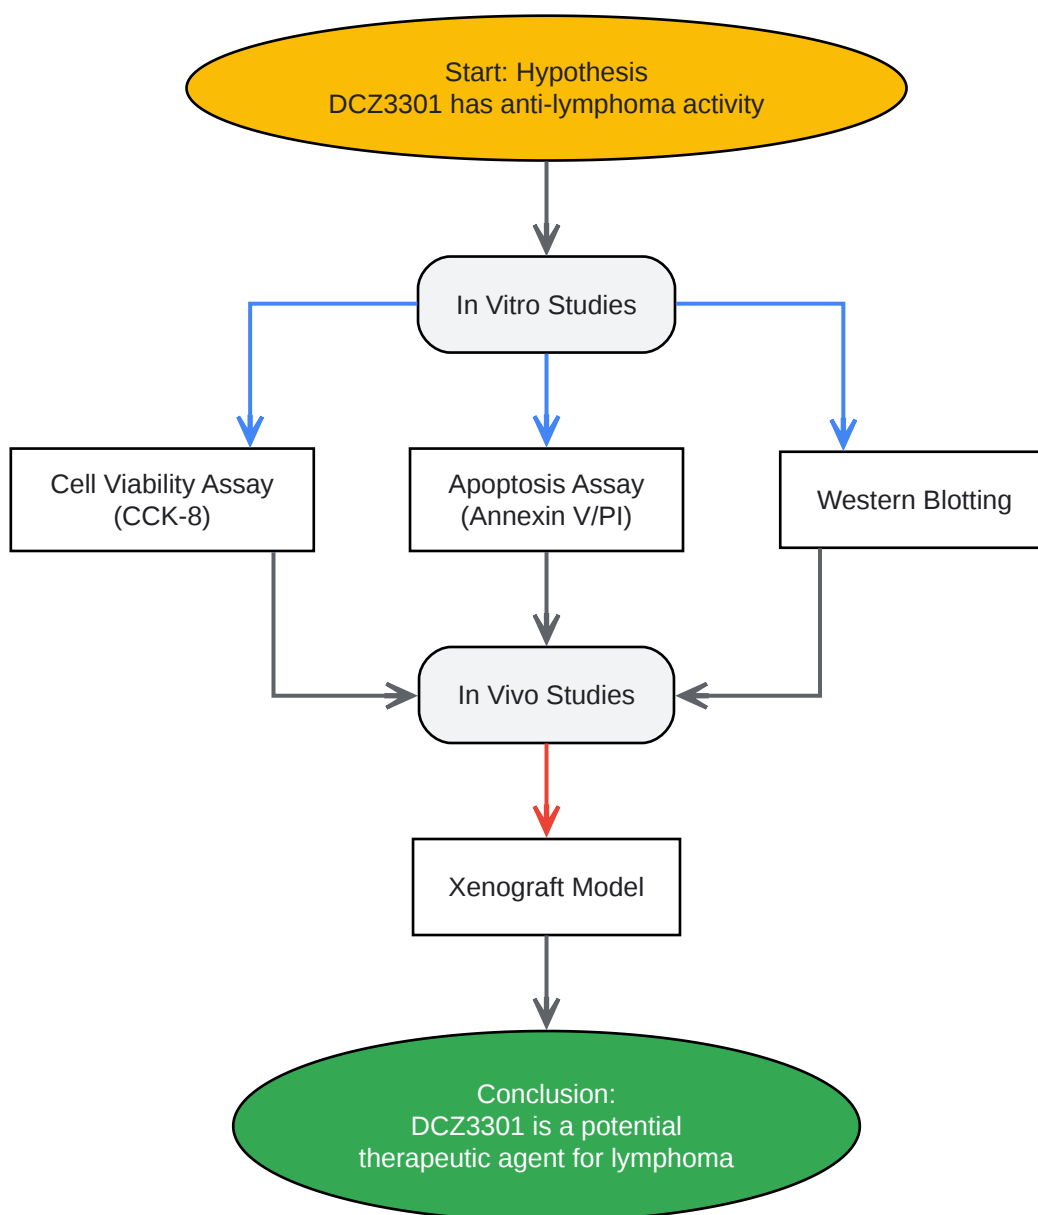 Start: Hypothesis
DCZ3301 has anti-lymphoma activity
In Vitro Studies
Cell Viability Assay
(CCK-8)
Apoptosis Assay
(Annexin V/PI)
Western Blotting
In Vivo Studies
Xenograft Model
Conclusion:
DCZ3301 is a potential
therapeutic agent for lymphoma